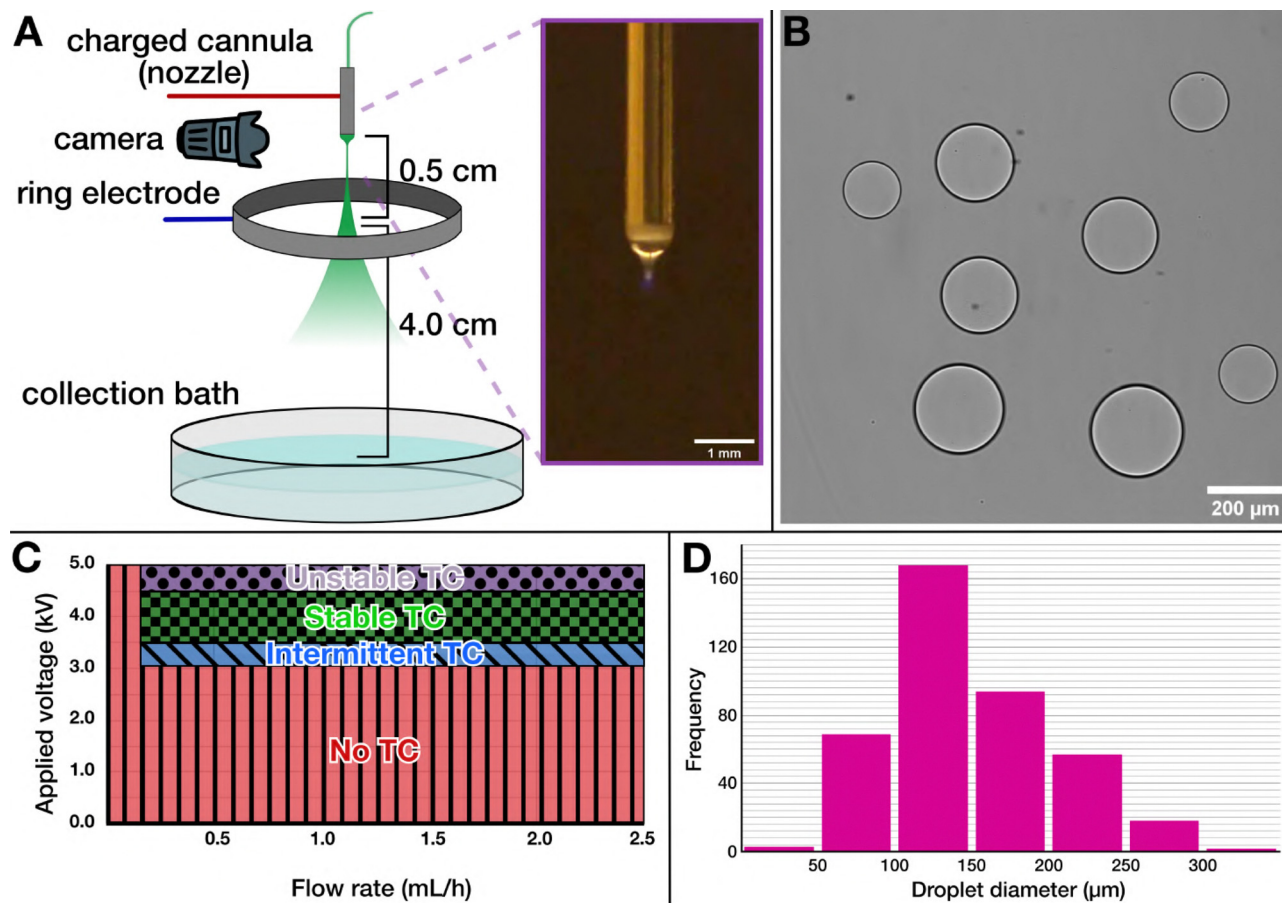 A
charged cannula
(nozzle)
camera
ring electrode
0.5 cm
4.0 cm
collection bath
1 mm
B
200 µm
C
5.0
4.0
3.0
2.0
1.0
0.0
Applied voltage (kV)
Unstable TC
Stable TC
Intermittent TC
No TC
0.5
1.0
1.5
2.0
2.5
Flow rate (mL/h)
D
160
120
80
40
0
Frequency
50
100
150
200
250
300
Droplet diameter (µm)